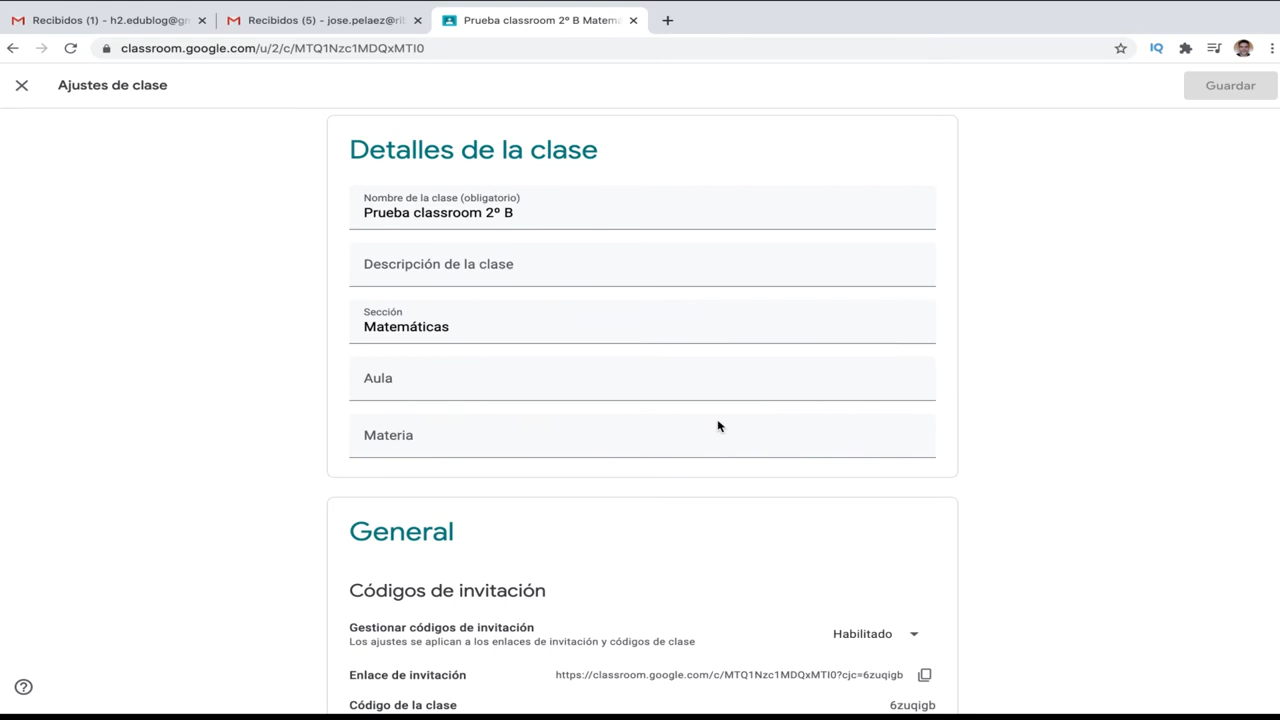 Recibidos (1) - h2.edublog@gm
Recibidos (5) - jose.pelaez@ri
Prueba classroom 2º B Matem
classroom.google.com/u/2/c/MTQ1Nzc1MDQxMTI0
IQ
Ajustes de clase
Guardar
Detalles de la clase
Nombre de la clase (obligatorio)
Prueba classroom 2º B
Descripción de la clase
Sección
Matemáticas
Aula
Materia
General
Códigos de invitación
Gestionar códigos de invitación
Los ajustes se aplican a los enlaces de invitación y códigos de clase
Habilitado
Enlace de invitación
https://classroom.google.com/c/MTQ1Nzc1MDQxMTI0?cjc=6zuqigb
Código de la clase
6zuqigb